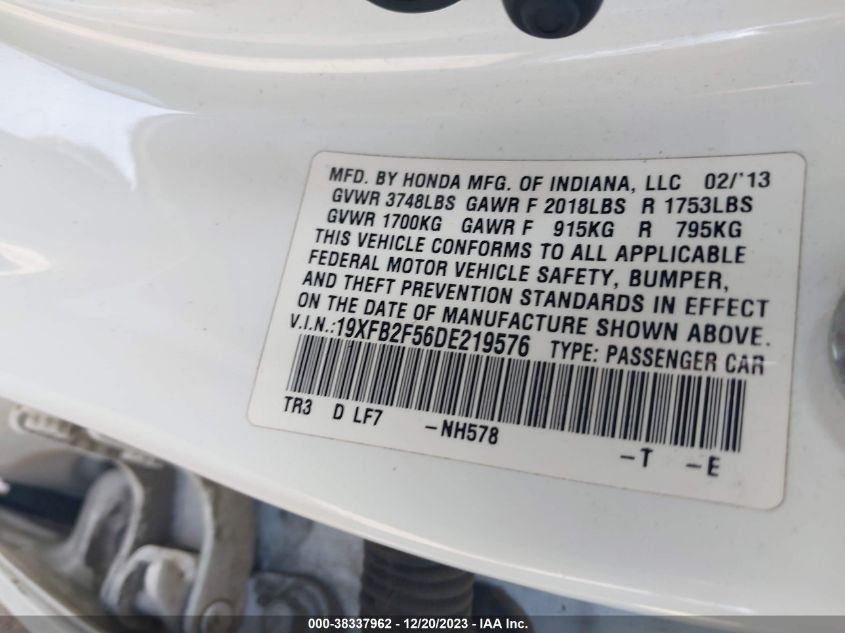 MFD. BY HONDA MFG. OF INDIANA, LLC 02/'13
GVWR 3748LBS GAWR F 2018LBS R 1753LBS
GVWR 1700KG GAWR F 915KG R 795KG
THIS VEHICLE CONFORMS TO ALL APPLICABLE
FEDERAL MOTOR VEHICLE SAFETY, BUMPER,
AND THEFT PREVENTION STANDARDS IN EFFECT
ON THE DATE OF MANUFACTURE SHOWN ABOVE.
V.I.N.:19XFB2F56DE219576 TYPE: PASSENGER CAR
TR3 D LF7 -NH578 -T -E
000-38337962 - 12/20/2023 - IAA Inc.